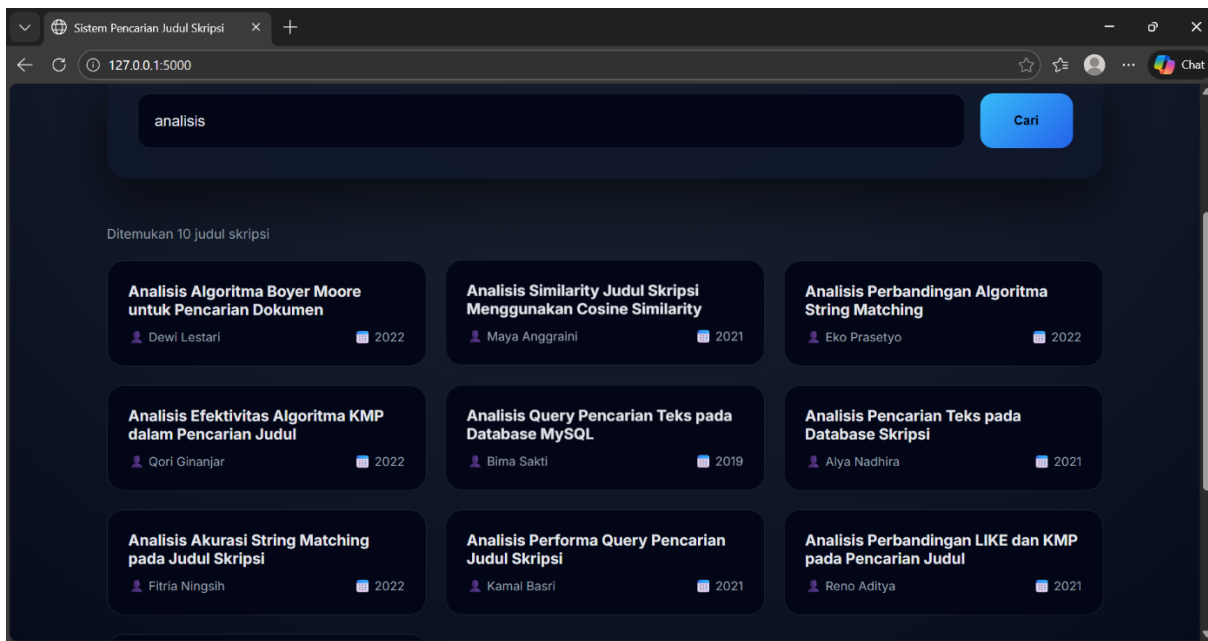 Sistem Pencarian Judul Skripsi
127.0.0.1:5000
Chat
analisis
Cari
Ditemukan 10 judul skripsi
Analisis Algoritma Boyer Moore
untuk Pencarian Dokumen
Dewi Lestari
2022
Analisis Similarity Judul Skripsi
Menggunakan Cosine Similarity
Maya Anggraini
2021
Analisis Perbandingan Algoritma
String Matching
Eko Prasetyo
2022
Analisis Efektivitas Algoritma KMP
dalam Pencarian Judul
Qori Ginanjar
2022
Analisis Query Pencarian Teks pada
Database MySQL
Bima Sakti
2019
Analisis Pencarian Teks pada
Database Skripsi
Alya Nadhira
2021
Analisis Akurasi String Matching
pada Judul Skripsi
Fitria Ningsih
2022
Analisis Performa Query Pencarian
Judul Skripsi
Kamal Basri
2021
Analisis Perbandingan LIKE dan KMP
pada Pencarian Judul
Reno Aditya
2021